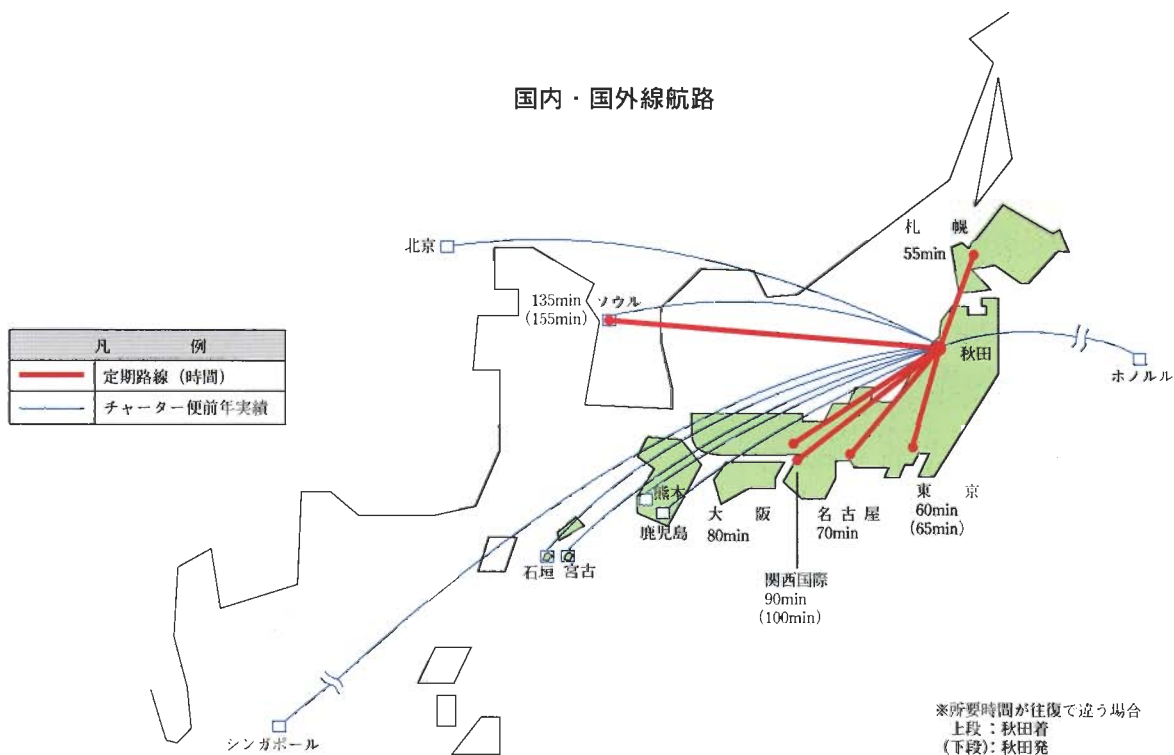 国内・国外線航路
札幌
55min
北京
135min
(155min)
ソウル
秋田
ホノルル
凡例
定期路線(時間)
チャーター便前年実績
熊本
鹿児島
大阪
80min
名古屋
70min
東京
60min
(65min)
石垣
宮古
関西国際
90min
(100min)
シンガポール
※所要時間が往復で違う場合
上段:秋田着
(下段):秋田発